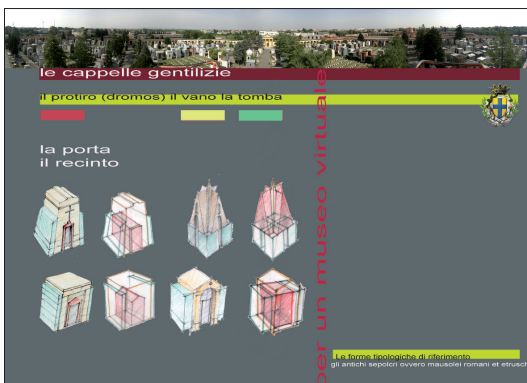 le cappelle gentilizie
il protiro (dromos) il vano la tomba
la porta
il recinto
per un museo virtuale
Le forme tipologiche di riferimento
gli antichi sepolcri ovvero mausolei romani et etruschi